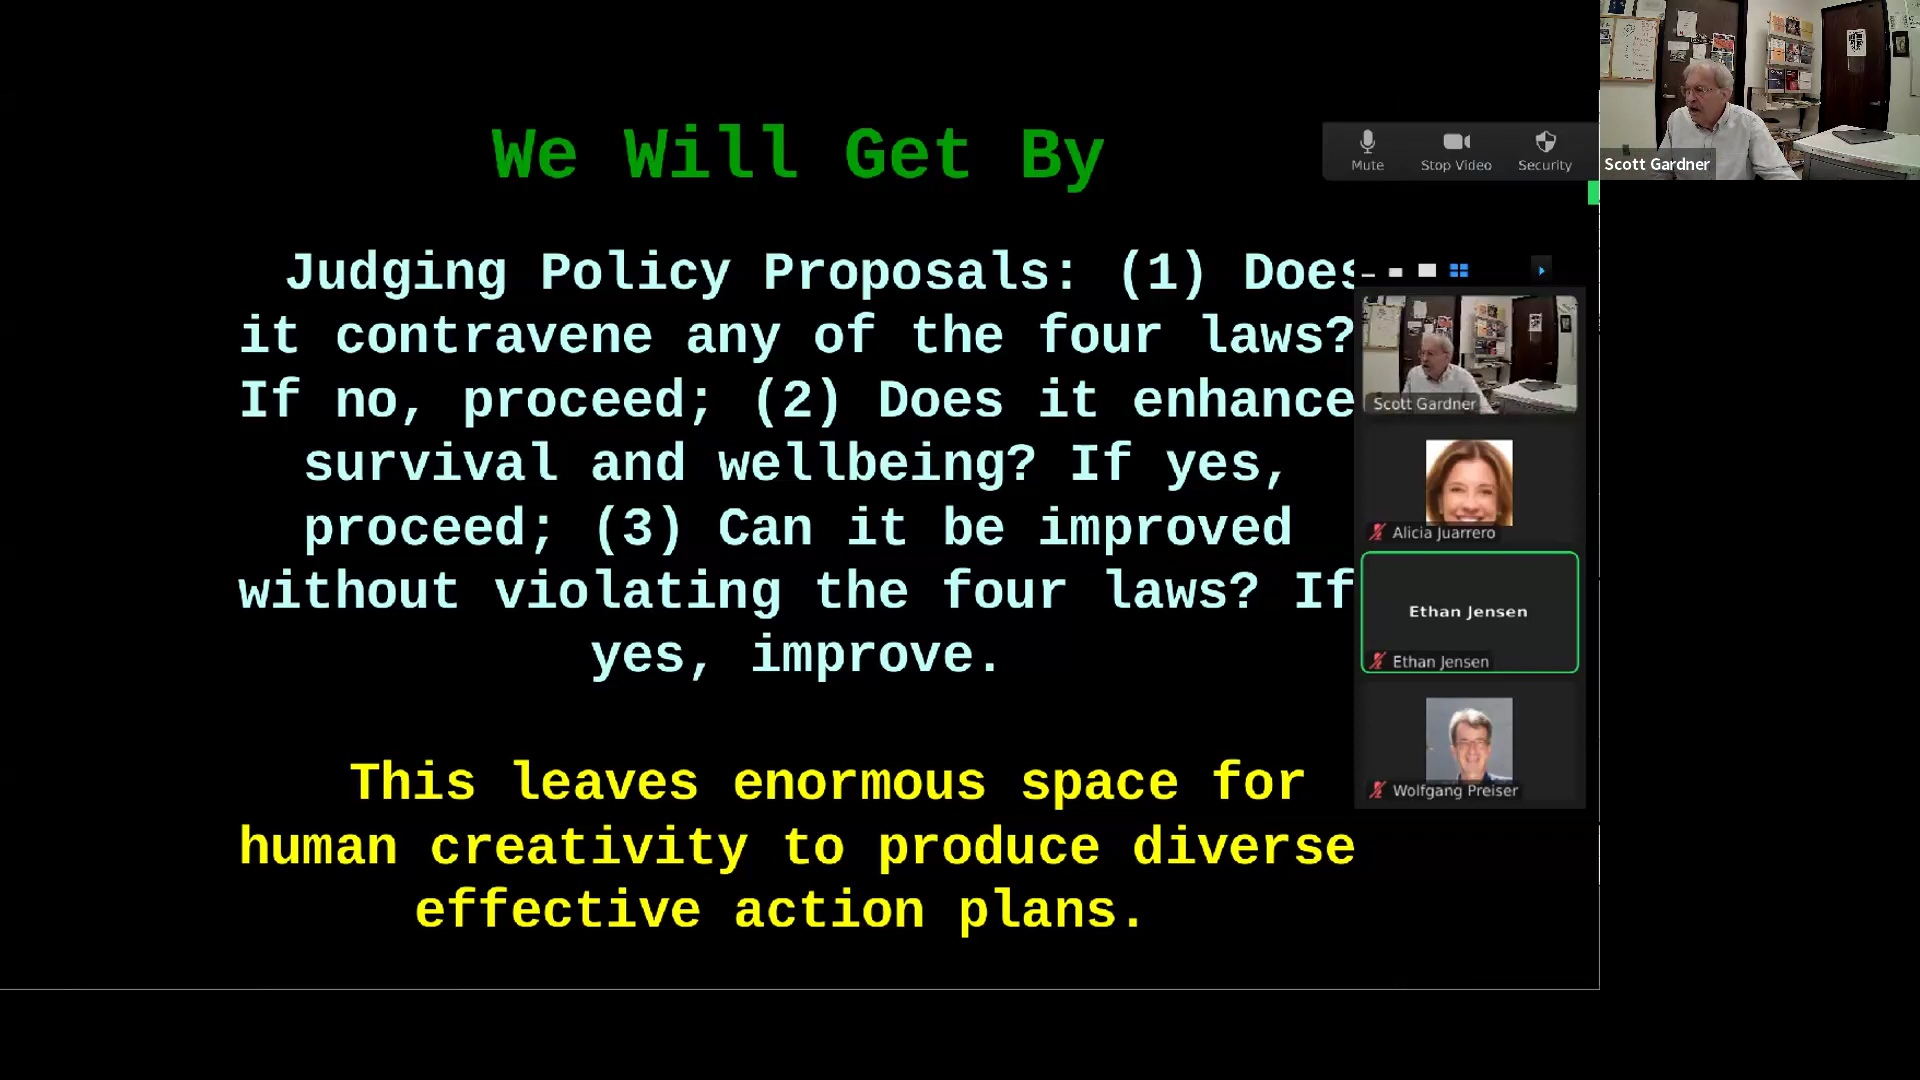 We Will Get By
Judging Policy Proposals: (1) Does
it contravene any of the four laws?
If no, proceed; (2) Does it enhance
survival and wellbeing? If yes,
proceed; (3) Can it be improved
without violating the four laws? If
yes, improve.
This leaves enormous space for
human creativity to produce diverse
effective action plans.
Mute
Stop Video
Security
Scott Gardner
Scott Gardner
Alicia Juarrero
Ethan Jensen
Ethan Jensen
Wolfgang Preiser